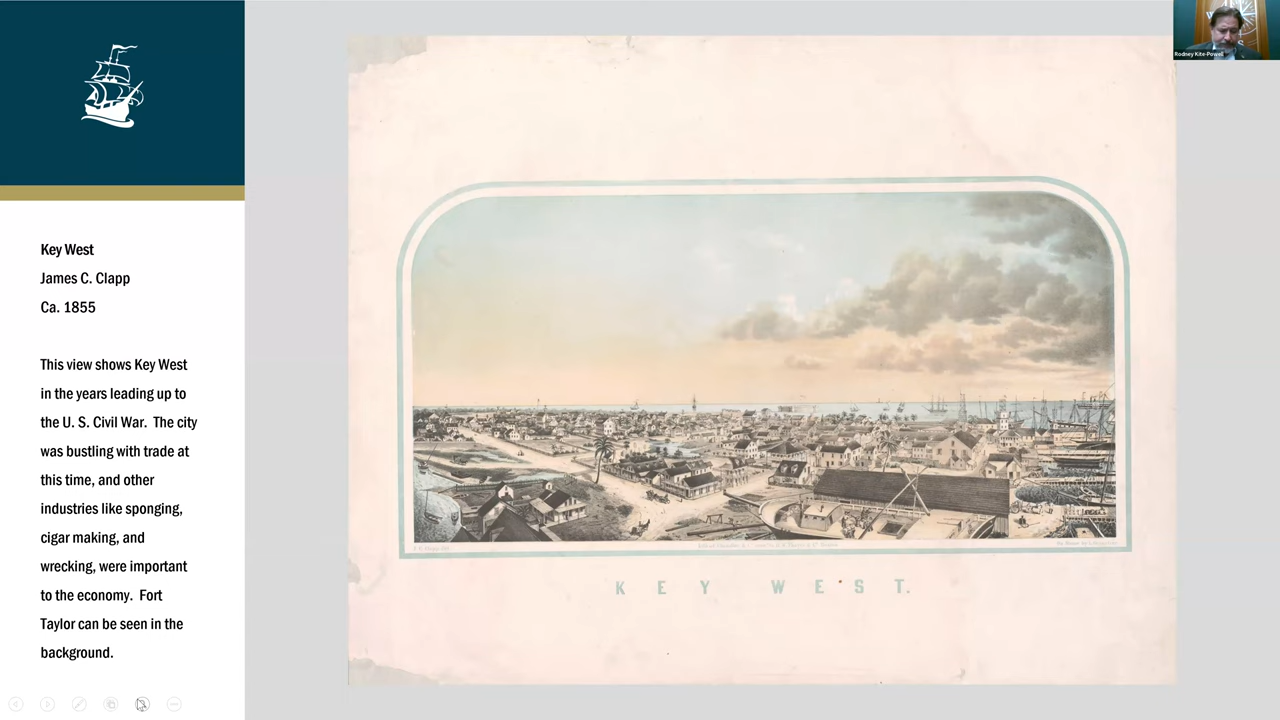 Key West
James C. Clapp
Ca. 1855
This view shows Key West
in the years leading up to
the U. S. Civil War. The city
was bustling with trade at
this time, and other
industries like sponging,
cigar making, and
wrecking, were important
to the economy. Fort
Taylor can be seen in the
background.
KEY WEST.
Rodney Kite-Powell